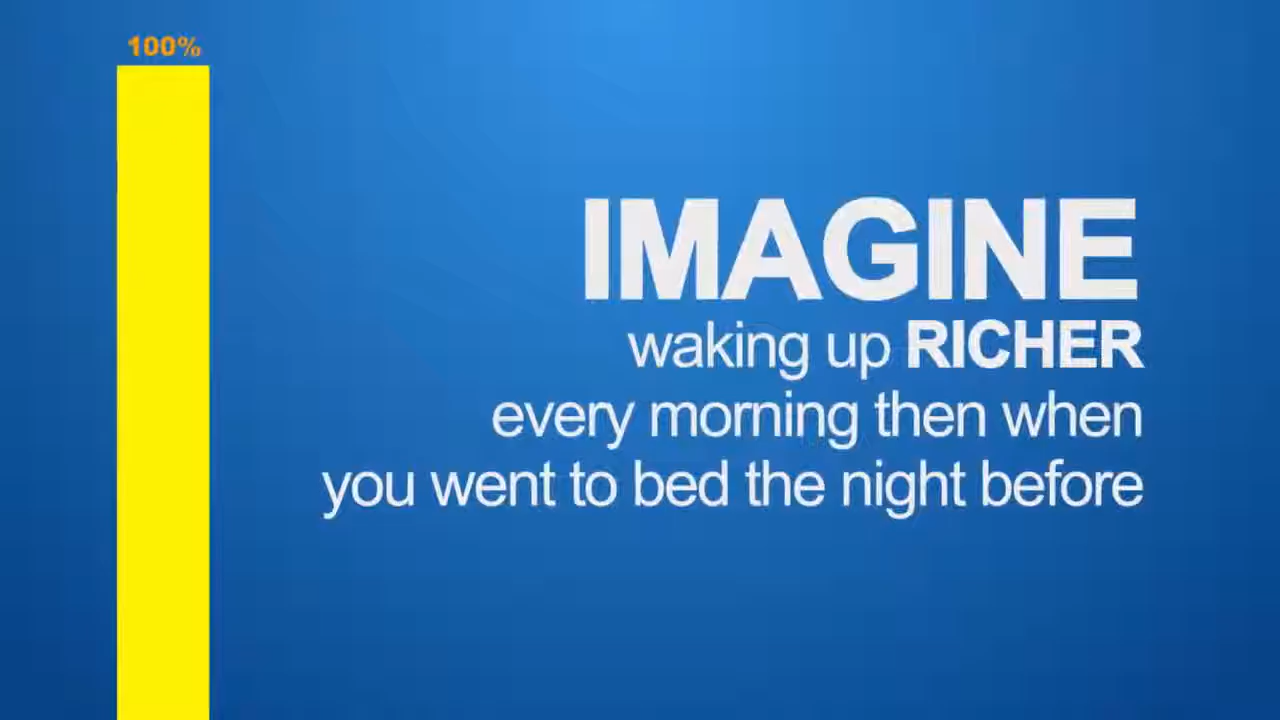 100%
IMAGINE
waking up RICHER
every morning then when
you went to bed the night before